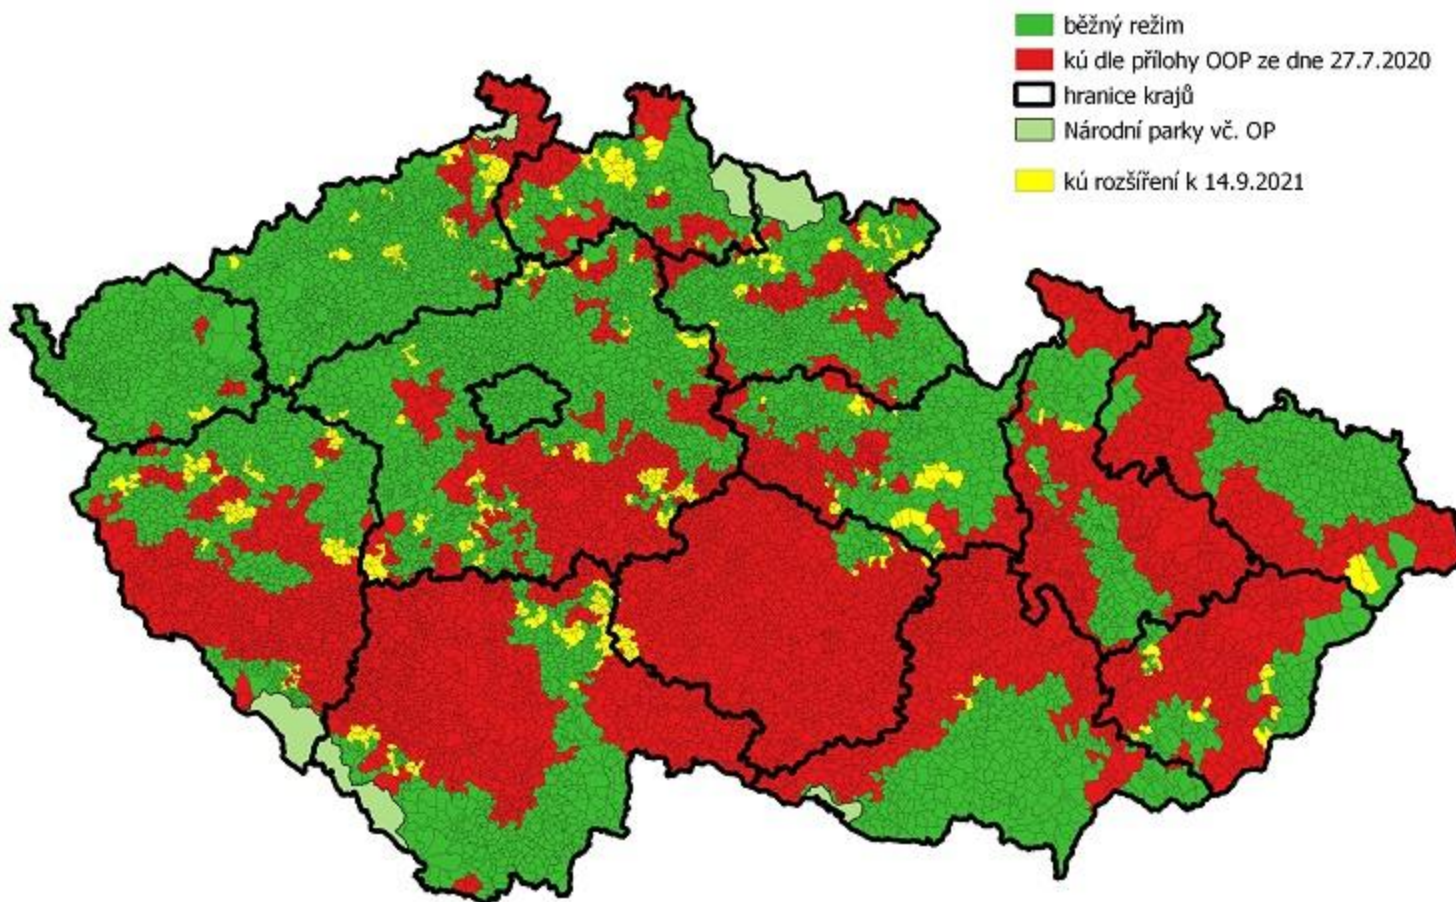 běžný režim
kú dle přílohy OOP ze dne 27.7.2020
hranice krajů
Národní parky vč. OP
kú rozšíření k 14.9.2021